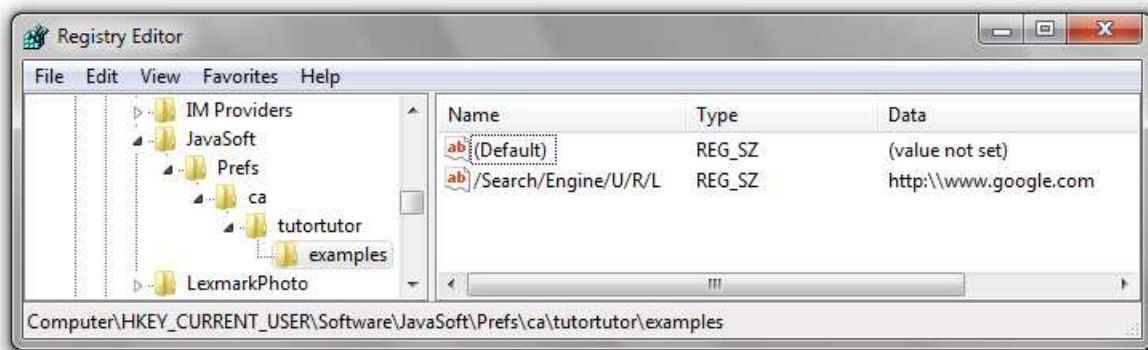 Registry Editor
File Edit View Favorites Help
IM Providers
JavaSoft
Prefs
ca
tutortutor
examples
LexmarkPhoto
Name Type Data
ab (Default) REG_SZ (value not set)
ab /Search/Engine/U/R/L REG_SZ http:\\www.google.com
Computer\HKEY_CURRENT_USER\Software\JavaSoft\Prefs\ca\tutortutor\examples